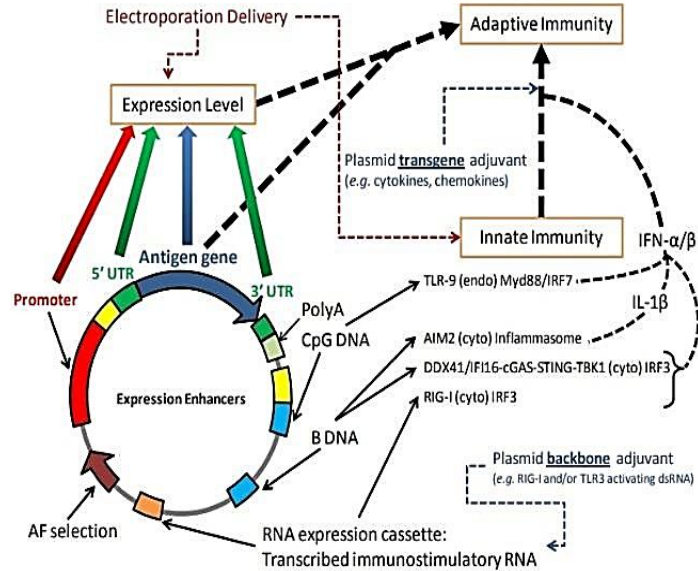 Electroporation Delivery
Adaptive Immunity
Expression Level
Plasmid transgene adjuvant
(e.g. cytokines, chemokines)
Innate Immunity
IFN-α/β
Antigen gene
5' UTR
3' UTR
Promoter
TLR-9 (endo) Myd88/IRF7
IL-1β
PolyA
CpG DNA
AIM2 (cyto) Inflammasome
DDX41/IFI16-cGAS-STING-TBK1 (cyto) IRF3
RIG-I (cyto) IRF3
Expression Enhancers
B DNA
Plasmid backbone adjuvant
(e.g. RIG-I and/or TLR3 activating dsRNA)
AF selection
RNA expression cassette:
Transcribed immunostimulatory RNA